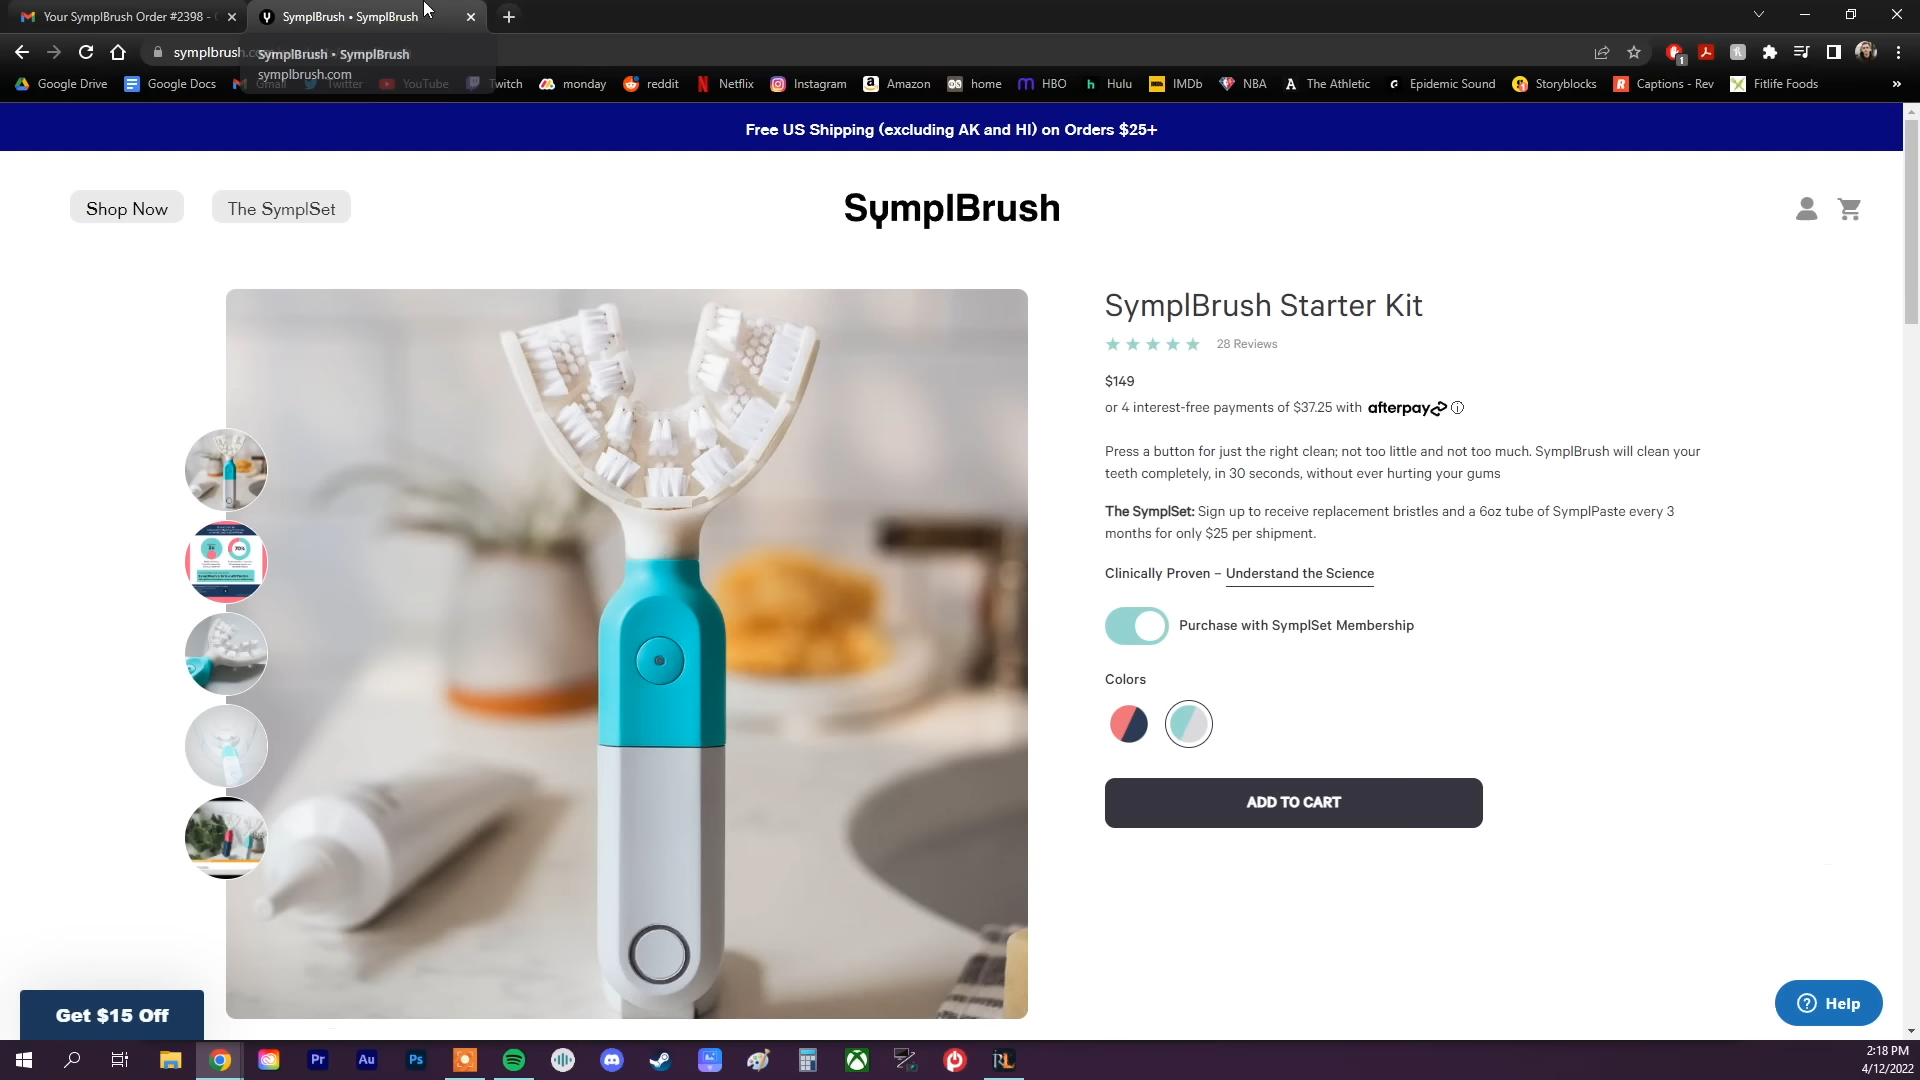 Your SymplBrush Order #2398 -
SymplBrush • SymplBrush
symplbrush.c
SymplBrush • SymplBrush
symplbrush.com
1
Google Drive
Google Docs
Gmail
Twitter
YouTube
Twitch
monday
reddit
Netflix
Instagram
Amazon
home
HBO
Hulu
IMDb
NBA
The Athletic
Epidemic Sound
Storyblocks
Captions - Rev
Fitlife Foods
»
Free US Shipping (excluding AK and HI) on Orders $25+
Shop Now
The SymplSet
SymplBrush
SymplBrush Starter Kit
28 Reviews
$149
or 4 interest-free payments of $37.25 with afterpay
Press a button for just the right clean; not too little and not too much. SymplBrush will clean your
teeth completely, in 30 seconds, without ever hurting your gums
The SymplSet: Sign up to receive replacement bristles and a 6oz tube of SymplPaste every 3
months for only $25 per shipment.
Clinically Proven – Understand the Science
Purchase with SymplSet Membership
Colors
ADD TO CART
70%
Get $15 Off
Help
Pr
Au
Ps
RL
2:18 PM
4/12/2022